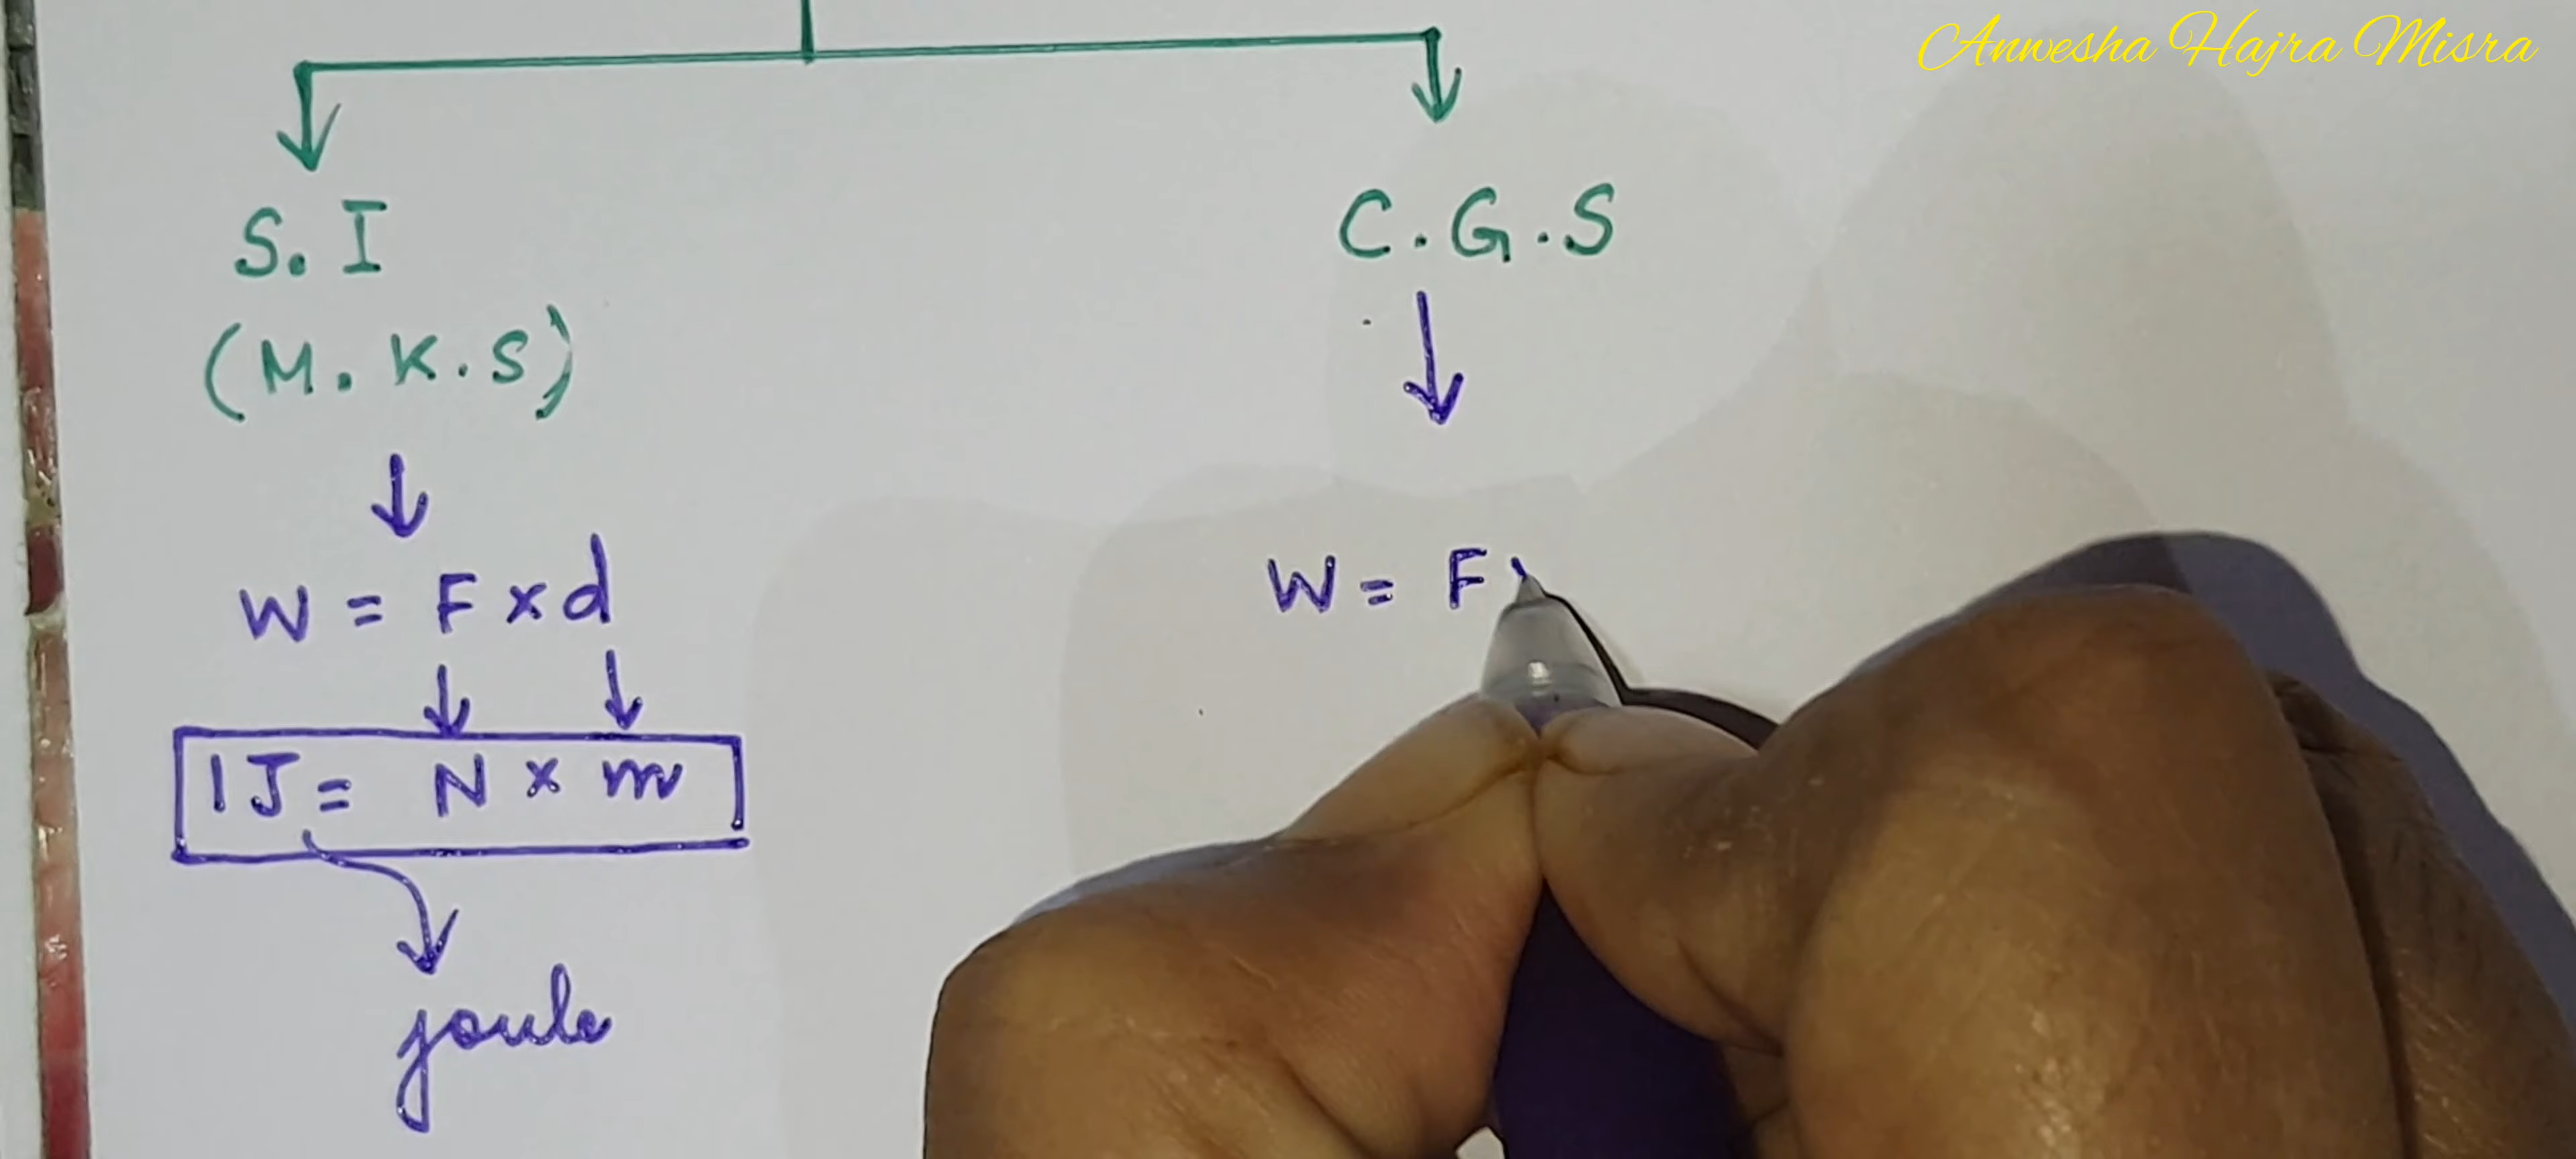 Anwesha Hajra Misra
S.I
(M.K.S)
W = F x d
1J = N x m
joule
C.G.S
W = F